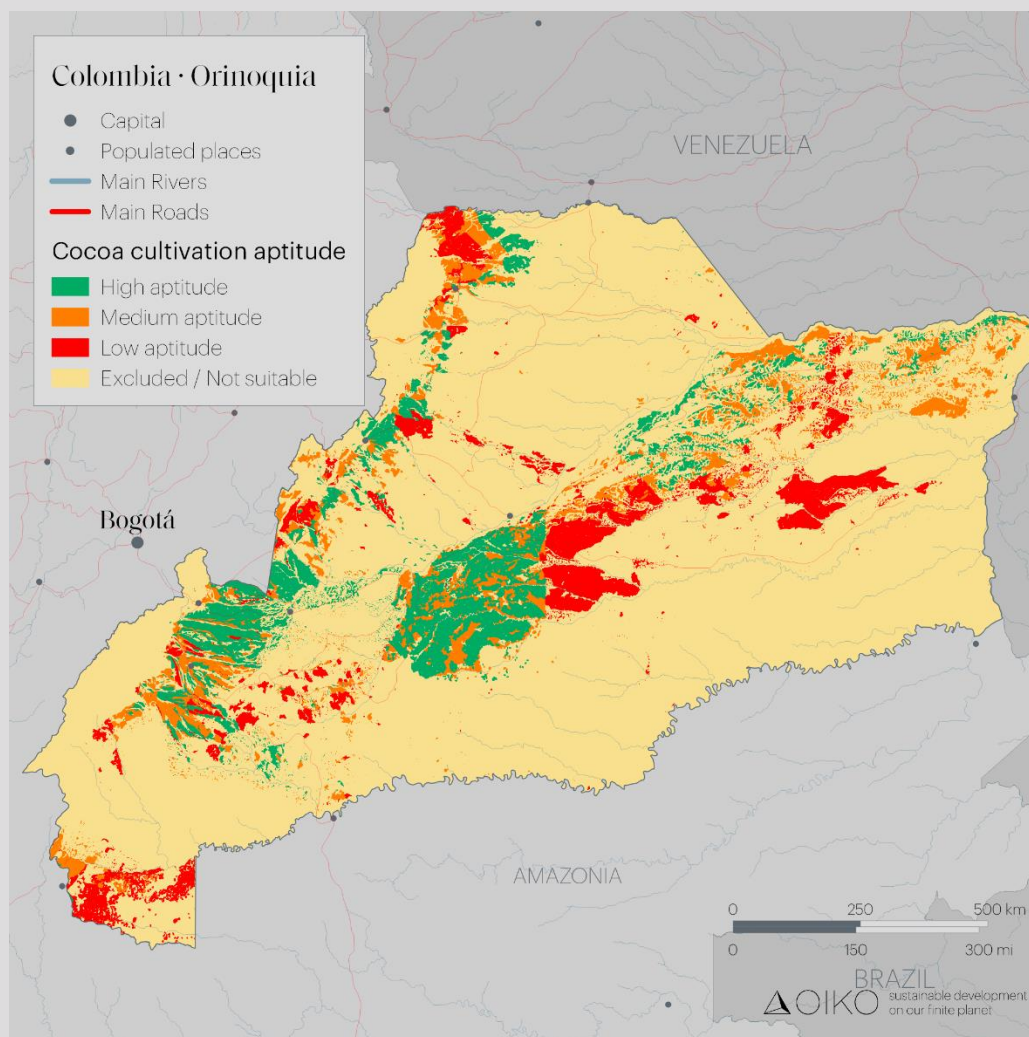 Colombia · Orinoquia
Capital
Populated places
Main Rivers
Main Roads
Cocoa cultivation aptitude
High aptitude
Medium aptitude
Low aptitude
Excluded / Not suitable
VENEZUELA
Bogotá
AMAZONIA
0 250 500 km
0 150 300 mi
BRAZIL
OIKO sustainable development
on our finite planet